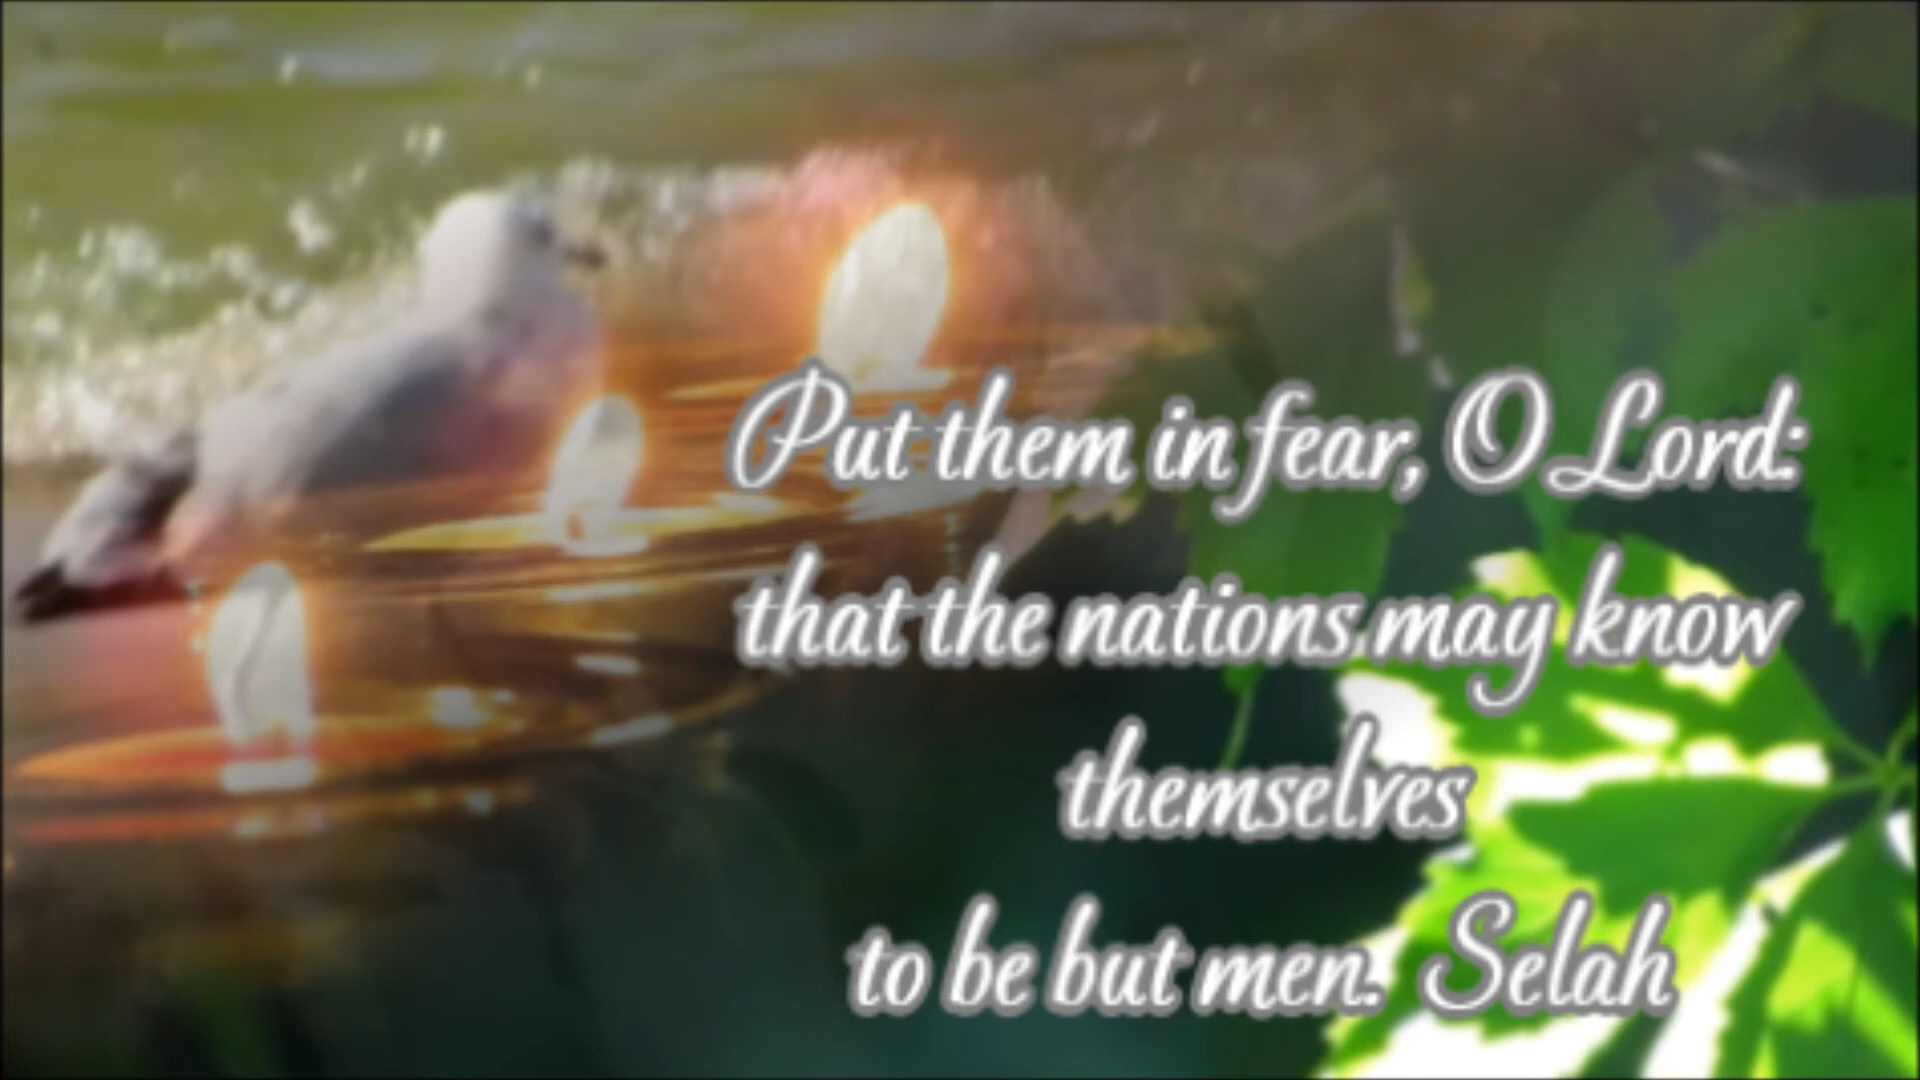 Put them in fear, O Lord:
that the nations may know
themselves
to be but men. Selah